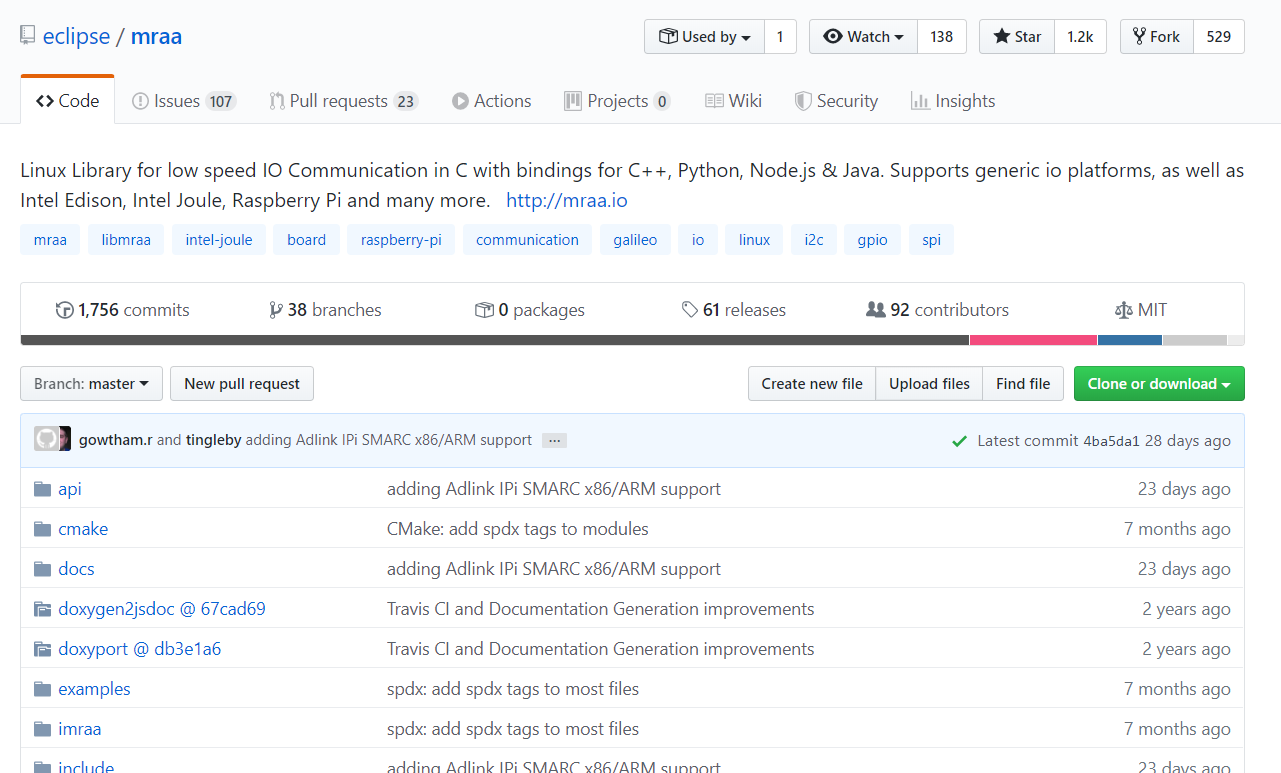 eclipse / mraa Used by 1 Watch 138 Star 1.2k Fork 529
Code Issues 107 Pull requests 23 Actions Projects 0 Wiki Security Insights
Linux Library for low speed IO Communication in C with bindings for C++, Python, Node.js & Java. Supports generic io platforms, as well as
Intel Edison, Intel Joule, Raspberry Pi and many more. http://mraa.io
mraa libmraa intel-joule board raspberry-pi communication galileo io linux i2c gpio spi
1,756 commits 38 branches 0 packages 61 releases 92 contributors MIT
Branch: master New pull request Create new file Upload files Find file Clone or download
gowtham.r and tingleby adding Adlink IPi SMARC x86/ARM support ... Latest commit 4ba5da1 28 days ago
api adding Adlink IPi SMARC x86/ARM support 23 days ago
cmake CMake: add spdx tags to modules 7 months ago
docs adding Adlink IPi SMARC x86/ARM support 23 days ago
doxygen2jsdoc @ 67cad69 Travis CI and Documentation Generation improvements 2 years ago
doxyport @ db3e1a6 Travis CI and Documentation Generation improvements 2 years ago
examples spdx: add spdx tags to most files 7 months ago
imraa spdx: add spdx tags to most files 7 months ago
include adding Adlink IPi SMARC x86/ARM support 23 days ago